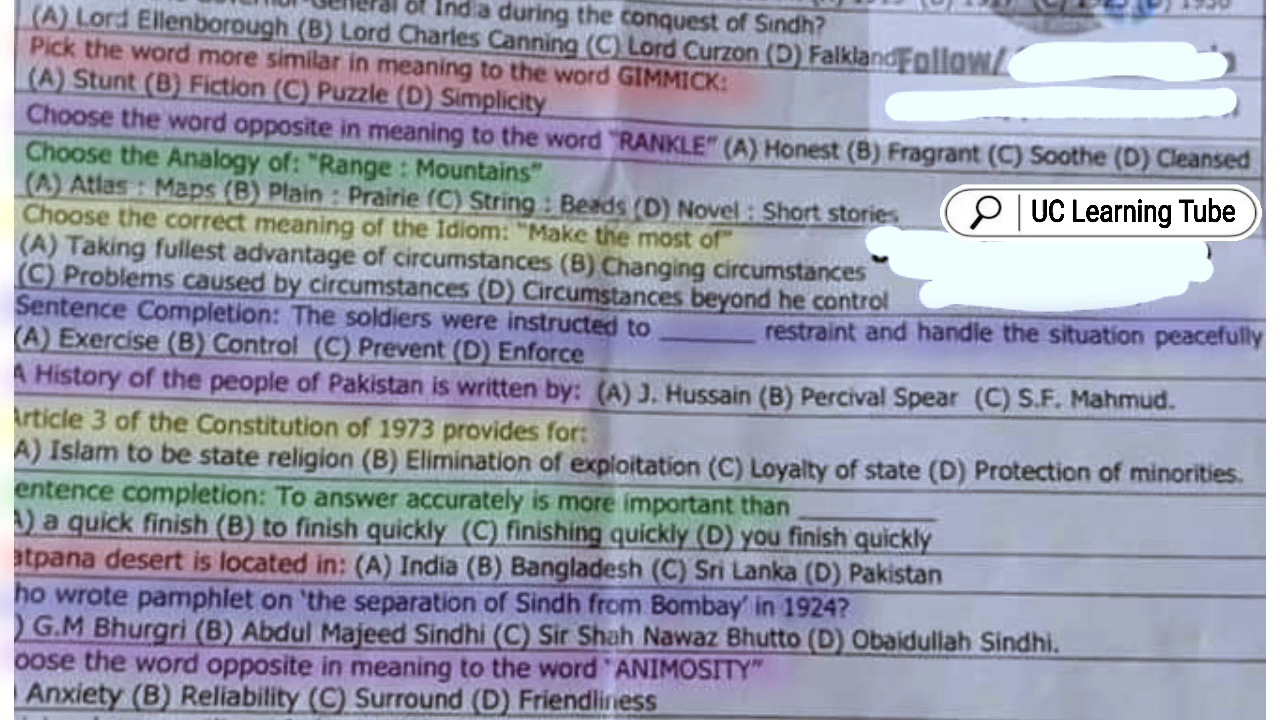 General of India during the conquest of Sindh?
(A) Lord Ellenborough (B) Lord Charles Canning (C) Lord Curzon (D) Falkland
Follow/
Pick the word more similar in meaning to the word GIMMICK:
(A) Stunt (B) Fiction (C) Puzzle (D) Simplicity
Choose the word opposite in meaning to the word "RANKLE" (A) Honest (B) Fragrant (C) Soothe (D) Cleansed
Choose the Analogy of: "Range : Mountains"
(A) Atlas : Maps (B) Plain : Prairie (C) String : Beads (D) Novel : Short stories
UC Learning Tube
Choose the correct meaning of the Idiom: "Make the most of"
(A) Taking fullest advantage of circumstances (B) Changing circumstances
(C) Problems caused by circumstances (D) Circumstances beyond he control
Sentence Completion: The soldiers were instructed to ______ restraint and handle the situation peacefully
(A) Exercise (B) Control (C) Prevent (D) Enforce
A History of the people of Pakistan is written by: (A) J. Hussain (B) Percival Spear (C) S.F. Mahmud.
Article 3 of the Constitution of 1973 provides for:
A) Islam to be state religion (B) Elimination of exploitation (C) Loyalty of state (D) Protection of minorities.
entence completion: To answer accurately is more important than ________
A) a quick finish (B) to finish quickly (C) finishing quickly (D) you finish quickly
atpana desert is located in: (A) India (B) Bangladesh (C) Sri Lanka (D) Pakistan
ho wrote pamphlet on 'the separation of Sindh from Bombay' in 1924?
) G.M Bhurgri (B) Abdul Majeed Sindhi (C) Sir Shah Nawaz Bhutto (D) Obaidullah Sindhi.
oose the word opposite in meaning to the word "ANIMOSITY"
Anxiety (B) Reliability (C) Surround (D) Friendliness